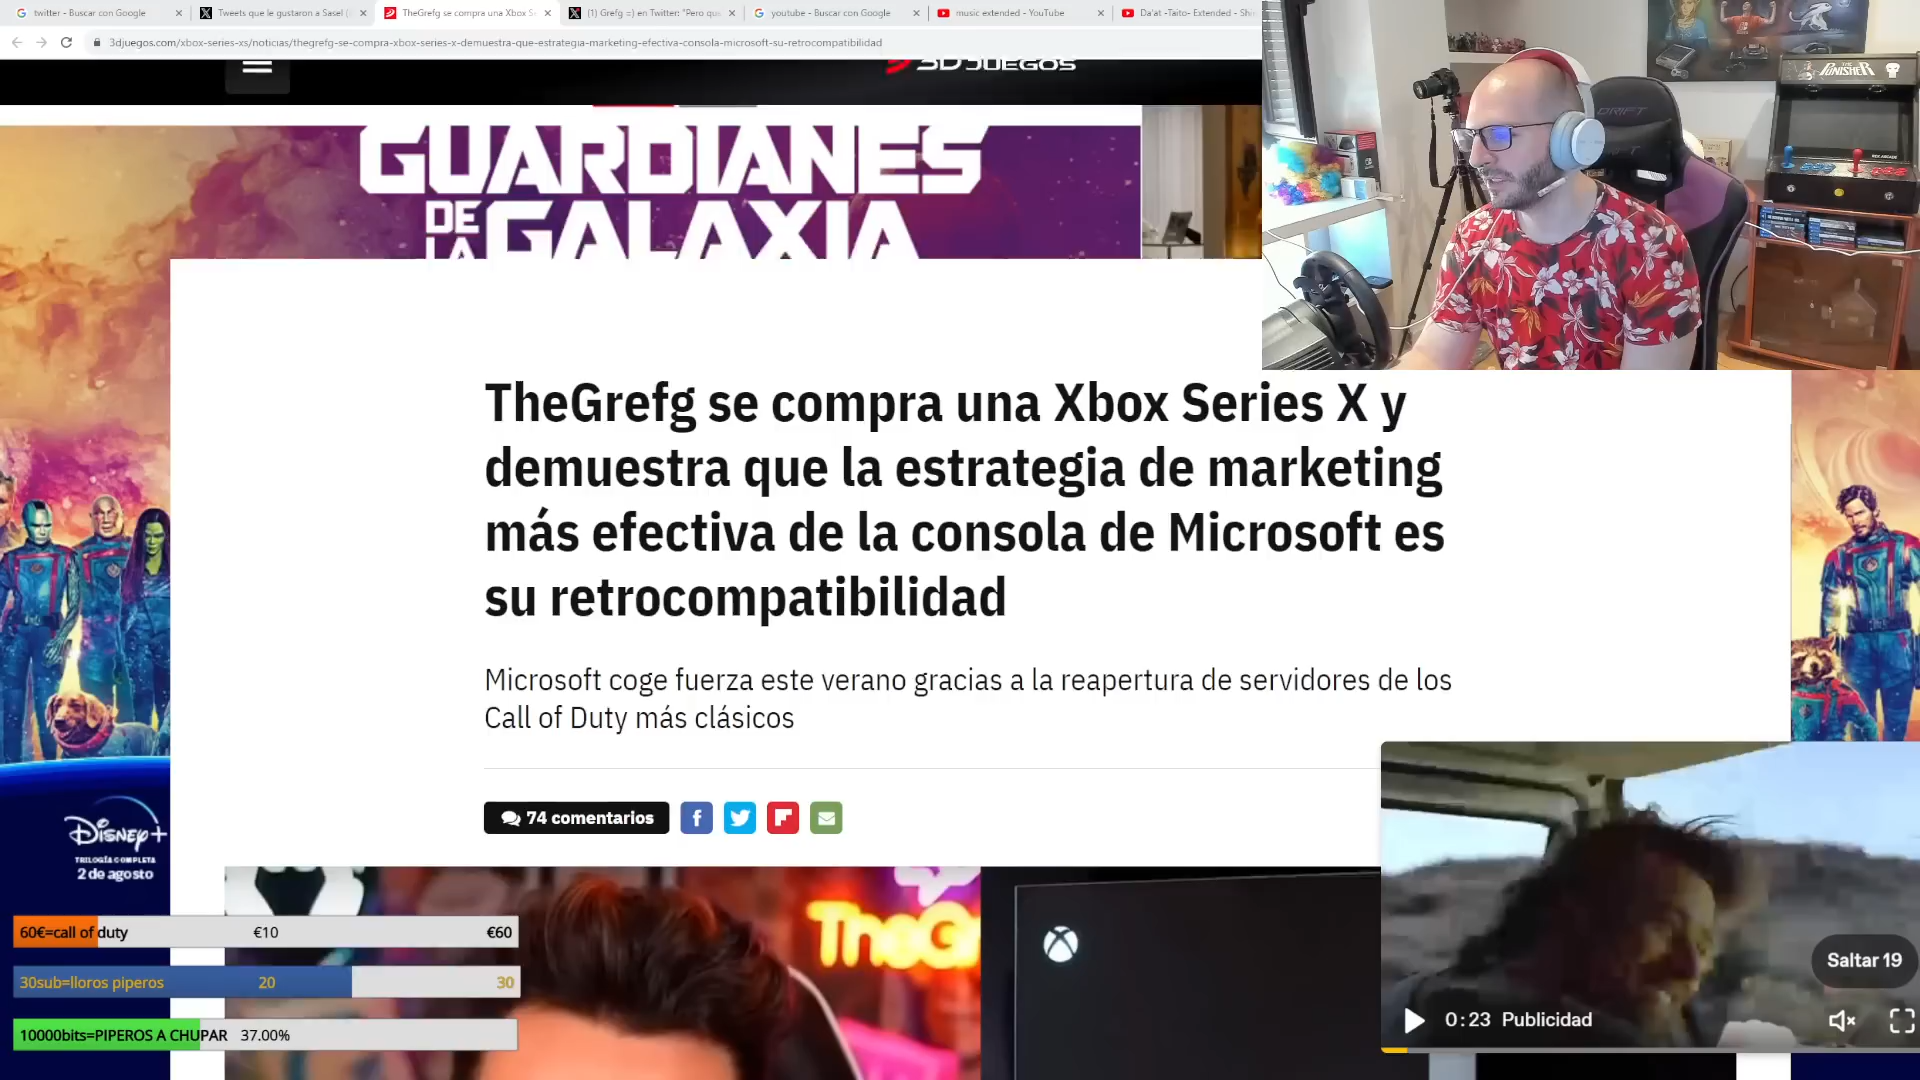 twitter - Buscar con Google
Tweets que le gustaron a Sasel (
TheGrefg se compra una Xbox S
(1) Grefg =) en Twitter: "Pero qu
youtube - Buscar con Google
music extended - YouTube
Da'at -Taito- Extended - Shi
3djuegos.com/xbox-series-xs/noticias/thegrefg-se-compra-xbox-series-x-demuestra-que-estrategia-marketing-efectiva-consola-microsoft-su-retrocompatibilidad
3DJUEGOS
GUARDIANES
DE LA GALAXIA
THE PUNISHER
DRIFT
TheGrefg se compra una Xbox Series X y
demuestra que la estrategia de marketing
más efectiva de la consola de Microsoft es
su retrocompatibilidad
Microsoft coge fuerza este verano gracias a la reapertura de servidores de los
Call of Duty más clásicos
74 comentarios
Disney+
TRILOGÍA COMPLETA
2 de agosto
60€=call of duty €10 €60
30sub=lloros piperos 20 30
10000bits=PIPEROS A CHUPAR 37.00%
TheGr
Saltar 19
0:23 Publicidad